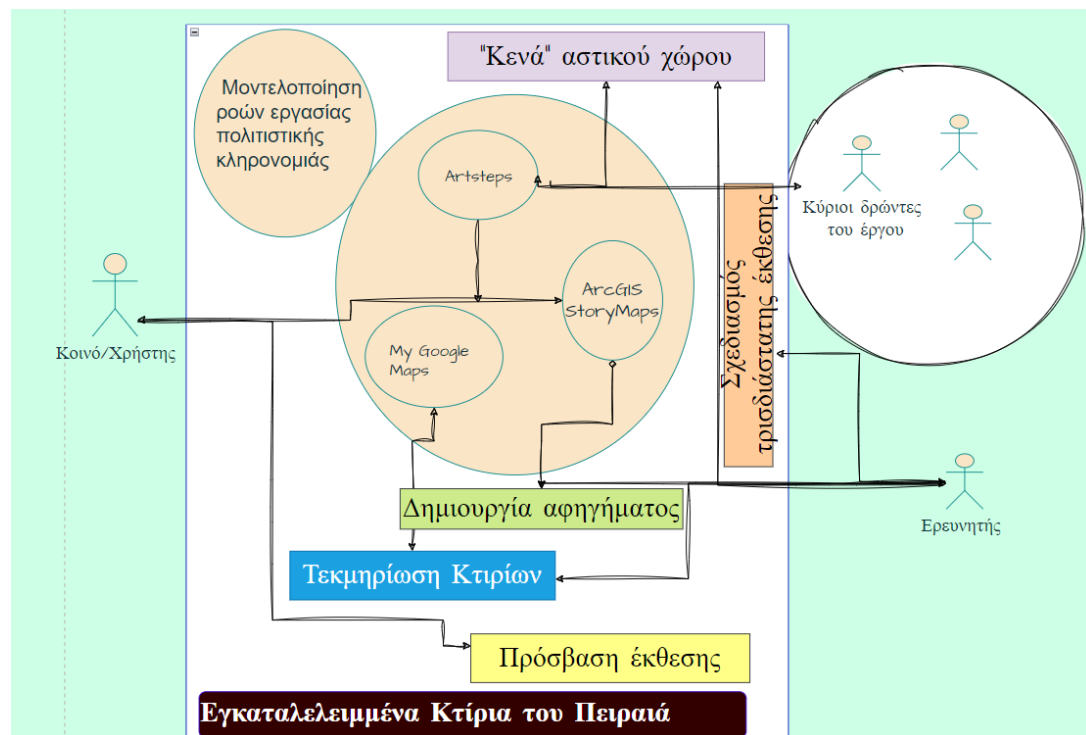 "Κενά" αστικού χώρου
Μοντελοποίηση
ροών εργασίας
πολιτιστικής
κληρονομιάς
Artsteps
Κύριοι δρώντες
του έργου
Σχεδιασμός
τρισδιάστατης έκθεσης
ArcGIS
StoryMaps
Κοινό/Χρήστης
My Google
Maps
Δημιουργία αφηγήματος
Ερευνητής
Τεκμηρίωση Κτιρίων
Πρόσβαση έκθεσης
Εγκαταλελειμμένα Κτίρια του Πειραιά